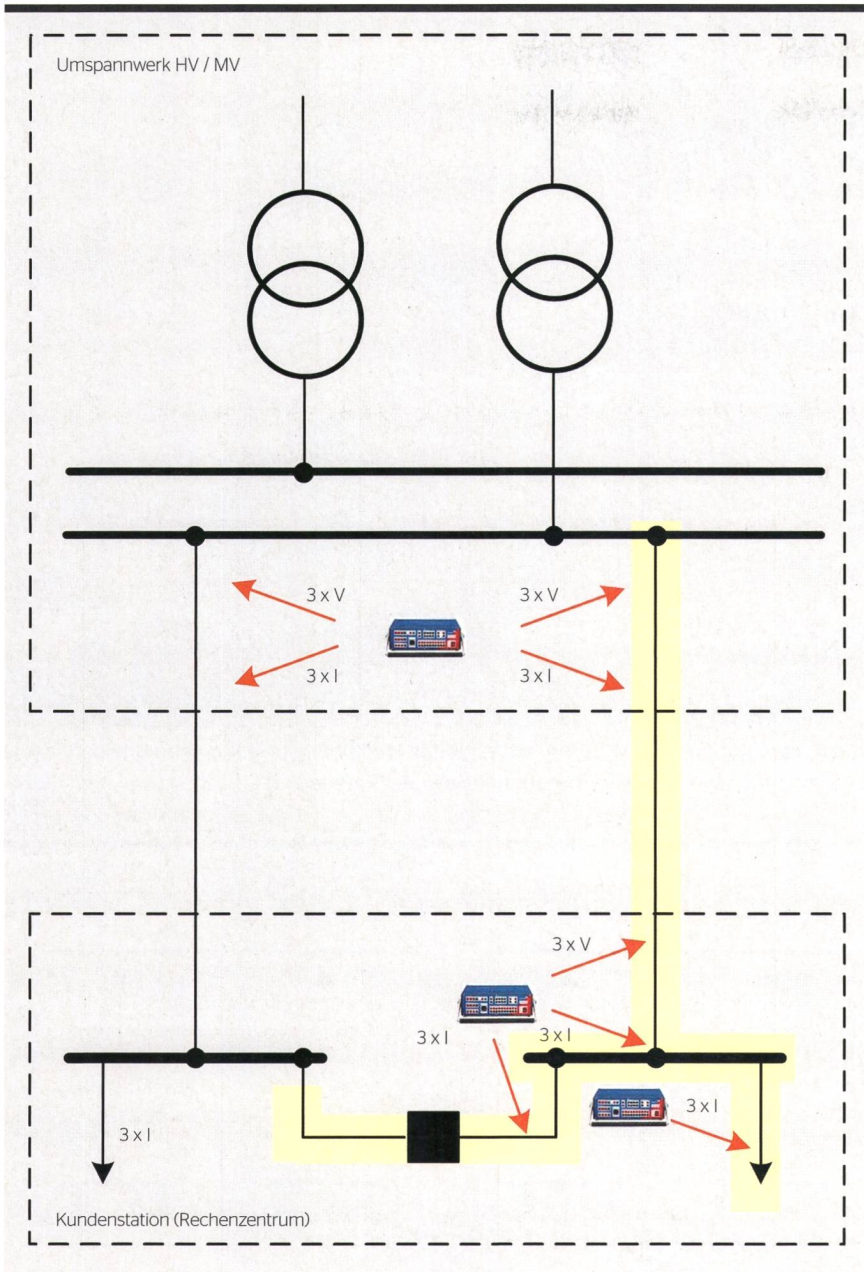 Umspannwerk HV / MV
3 x V
3 x V
3 x I
3 x I
3 x V
3 x I
3 x I
3 x I
3 x I
Kundenstation (Rechenzentrum)